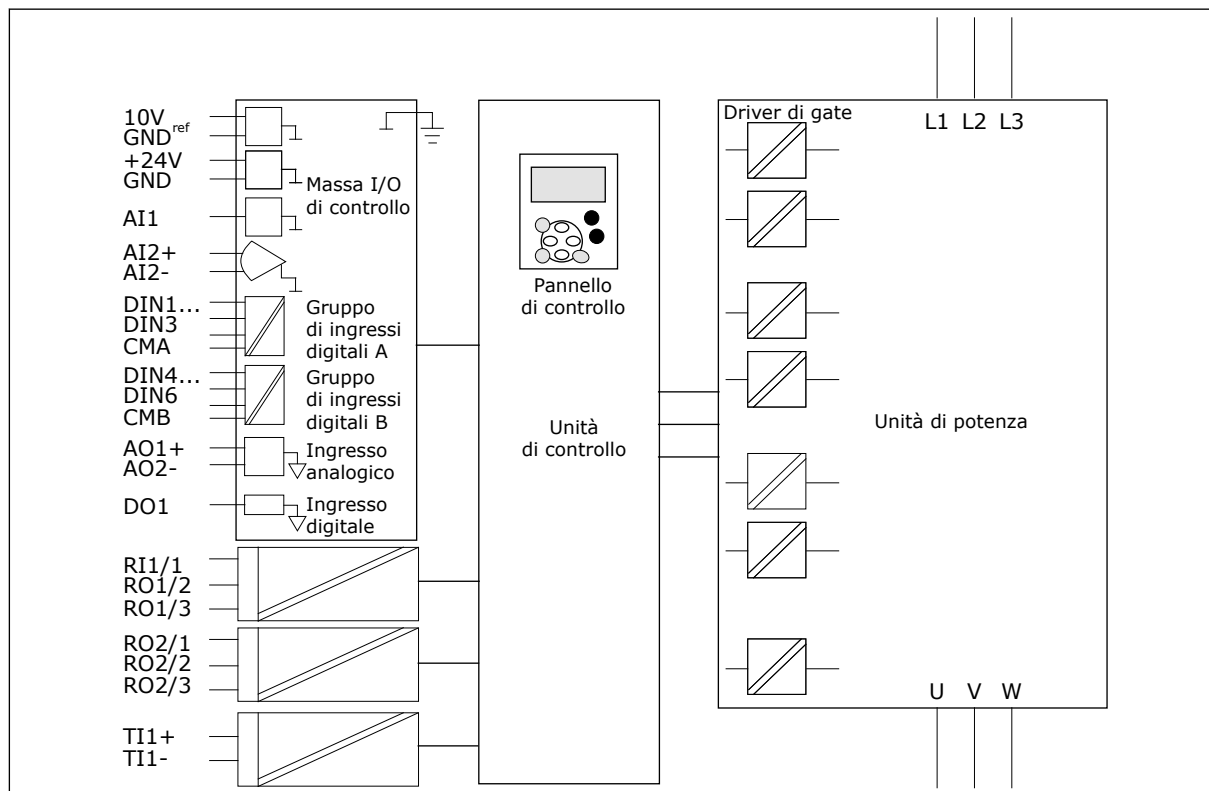 10V
GND ref
+24V
GND
AI1
AI2+
AI2-
DIN1...
DIN3
CMA
DIN4...
DIN6
CMB
AO1+
AO2-
DO1
RI1/1
RO1/2
RO1/3
RO2/1
RO2/2
RO2/3
TI1+
TI1-
Massa I/O
di controllo
Gruppo
di ingressi
digitali A
Gruppo
di ingressi
digitali B
Ingresso
analogico
Ingresso
digitale
Pannello
di controllo
Unità
di controllo
Driver di gate
L1 L2 L3
Unità di potenza
U V W